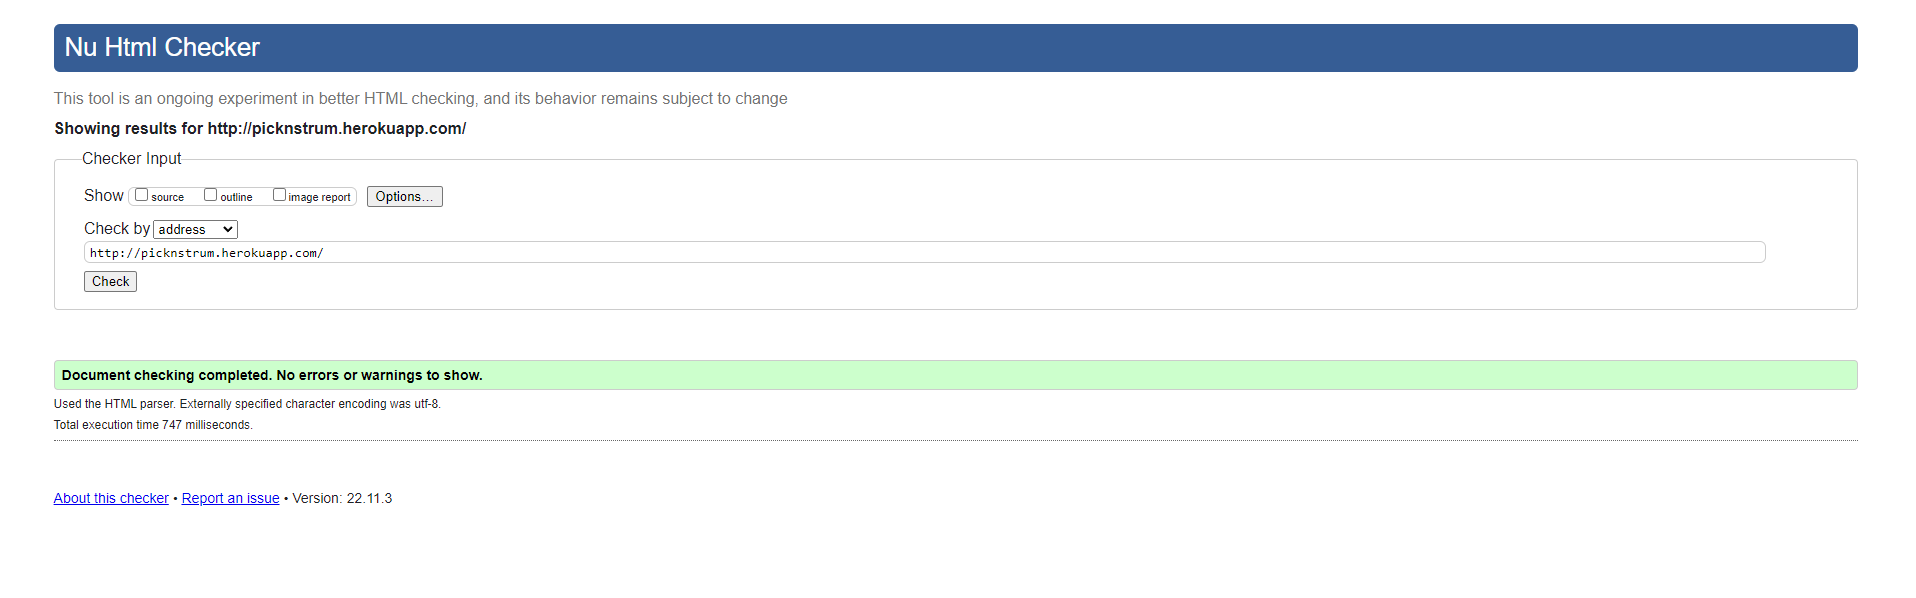 Nu Html Checker
This tool is an ongoing experiment in better HTML checking, and its behavior remains subject to change
Showing results for http://picknstrum.herokuapp.com/
Checker Input
Show source outline image report Options...
Check by address
http://picknstrum.herokuapp.com/
Check
Document checking completed. No errors or warnings to show.
Used the HTML parser. Externally specified character encoding was utf-8.
Total execution time 747 milliseconds.
About this checker • Report an issue • Version: 22.11.3